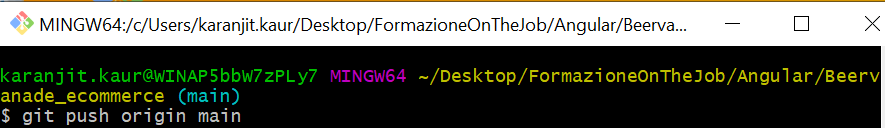 MINGW64:/c/Users/karanjit.kaur/Desktop/FormazioneOnTheJob/Angular/Beerva...
karanjit.kaur@WINAP5bbW7zPLy7 MINGW64 ~/Desktop/FormazioneOnTheJob/Angular/Beerv
anade_ecommerce (main)
$ git push origin main